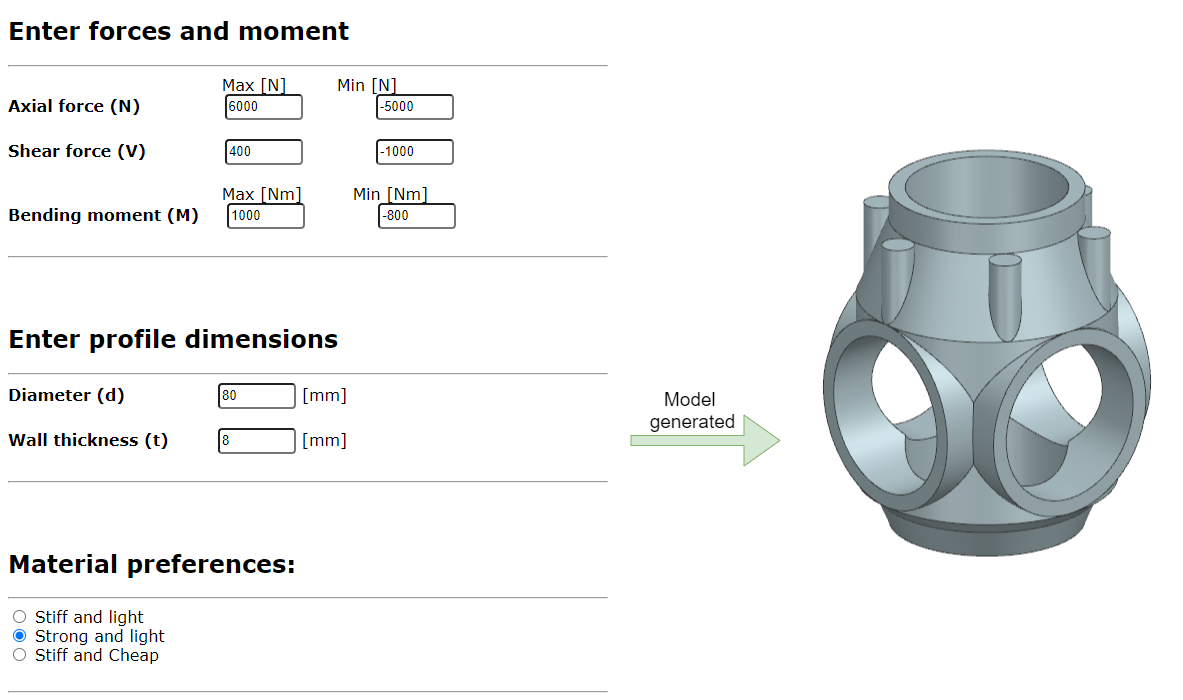 Enter forces and moment
Max [N] Min [N]
Axial force (N) 6000 -5000
Shear force (V) 400 -1000
Max [Nm] Min [Nm]
Bending moment (M) 1000 -800
Enter profile dimensions
Diameter (d) 80 [mm]
Wall thickness (t) 8 [mm]
Model
generated
Material preferences:
Stiff and light
Strong and light
Stiff and Cheap